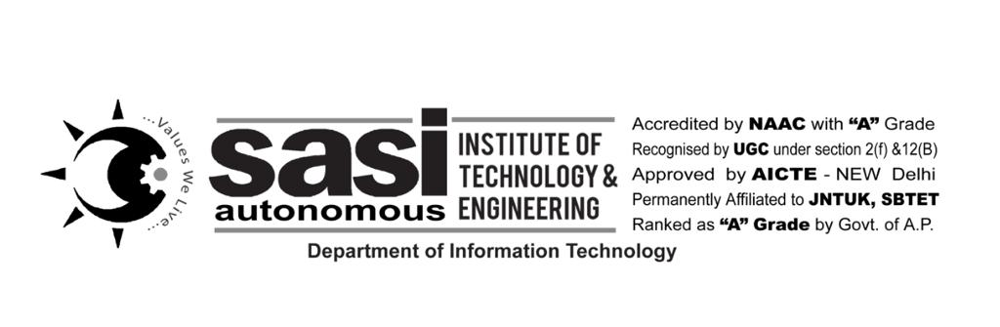 ...Values We Live...
sasi
autonomous
INSTITUTE OF
TECHNOLOGY &
ENGINEERING
Accredited by NAAC with “A” Grade
Recognised by UGC under section 2(f) &12(B)
Approved by AICTE - NEW Delhi
Permanently Affiliated to JNTUK, SBTET
Ranked as “A” Grade by Govt. of A.P.
Department of Information Technology